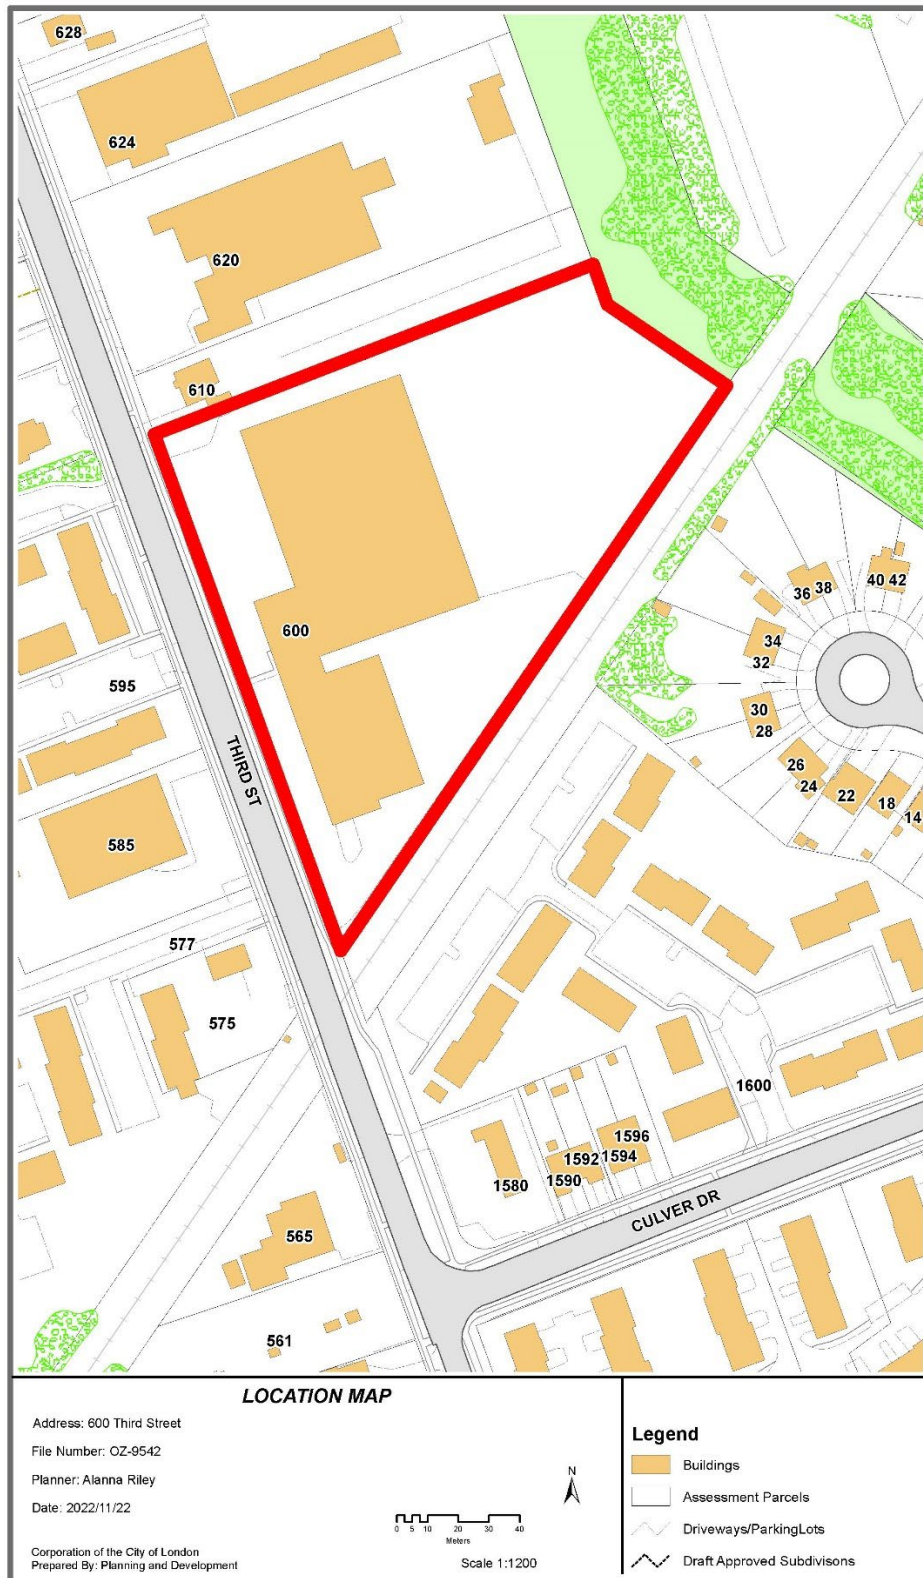 628
624
620
610
600
595
THIRD ST
585
577
575
565
561
36 38
40 42
34
32
30
28
26
24
22
18
14
1600
1596
1592
1594
1590
1580
CULVER DR
LOCATION MAP
Address: 600 Third Street
File Number: OZ-9542
Planner: Alanna Riley
Date: 2022/11/22
Corporation of the City of London
Prepared By: Planning and Development
N
0 5 10 20 30 40
Meters
Scale 1:1200
Legend
Buildings
Assessment Parcels
Driveways/ParkingLots
Draft Approved Subdivisons